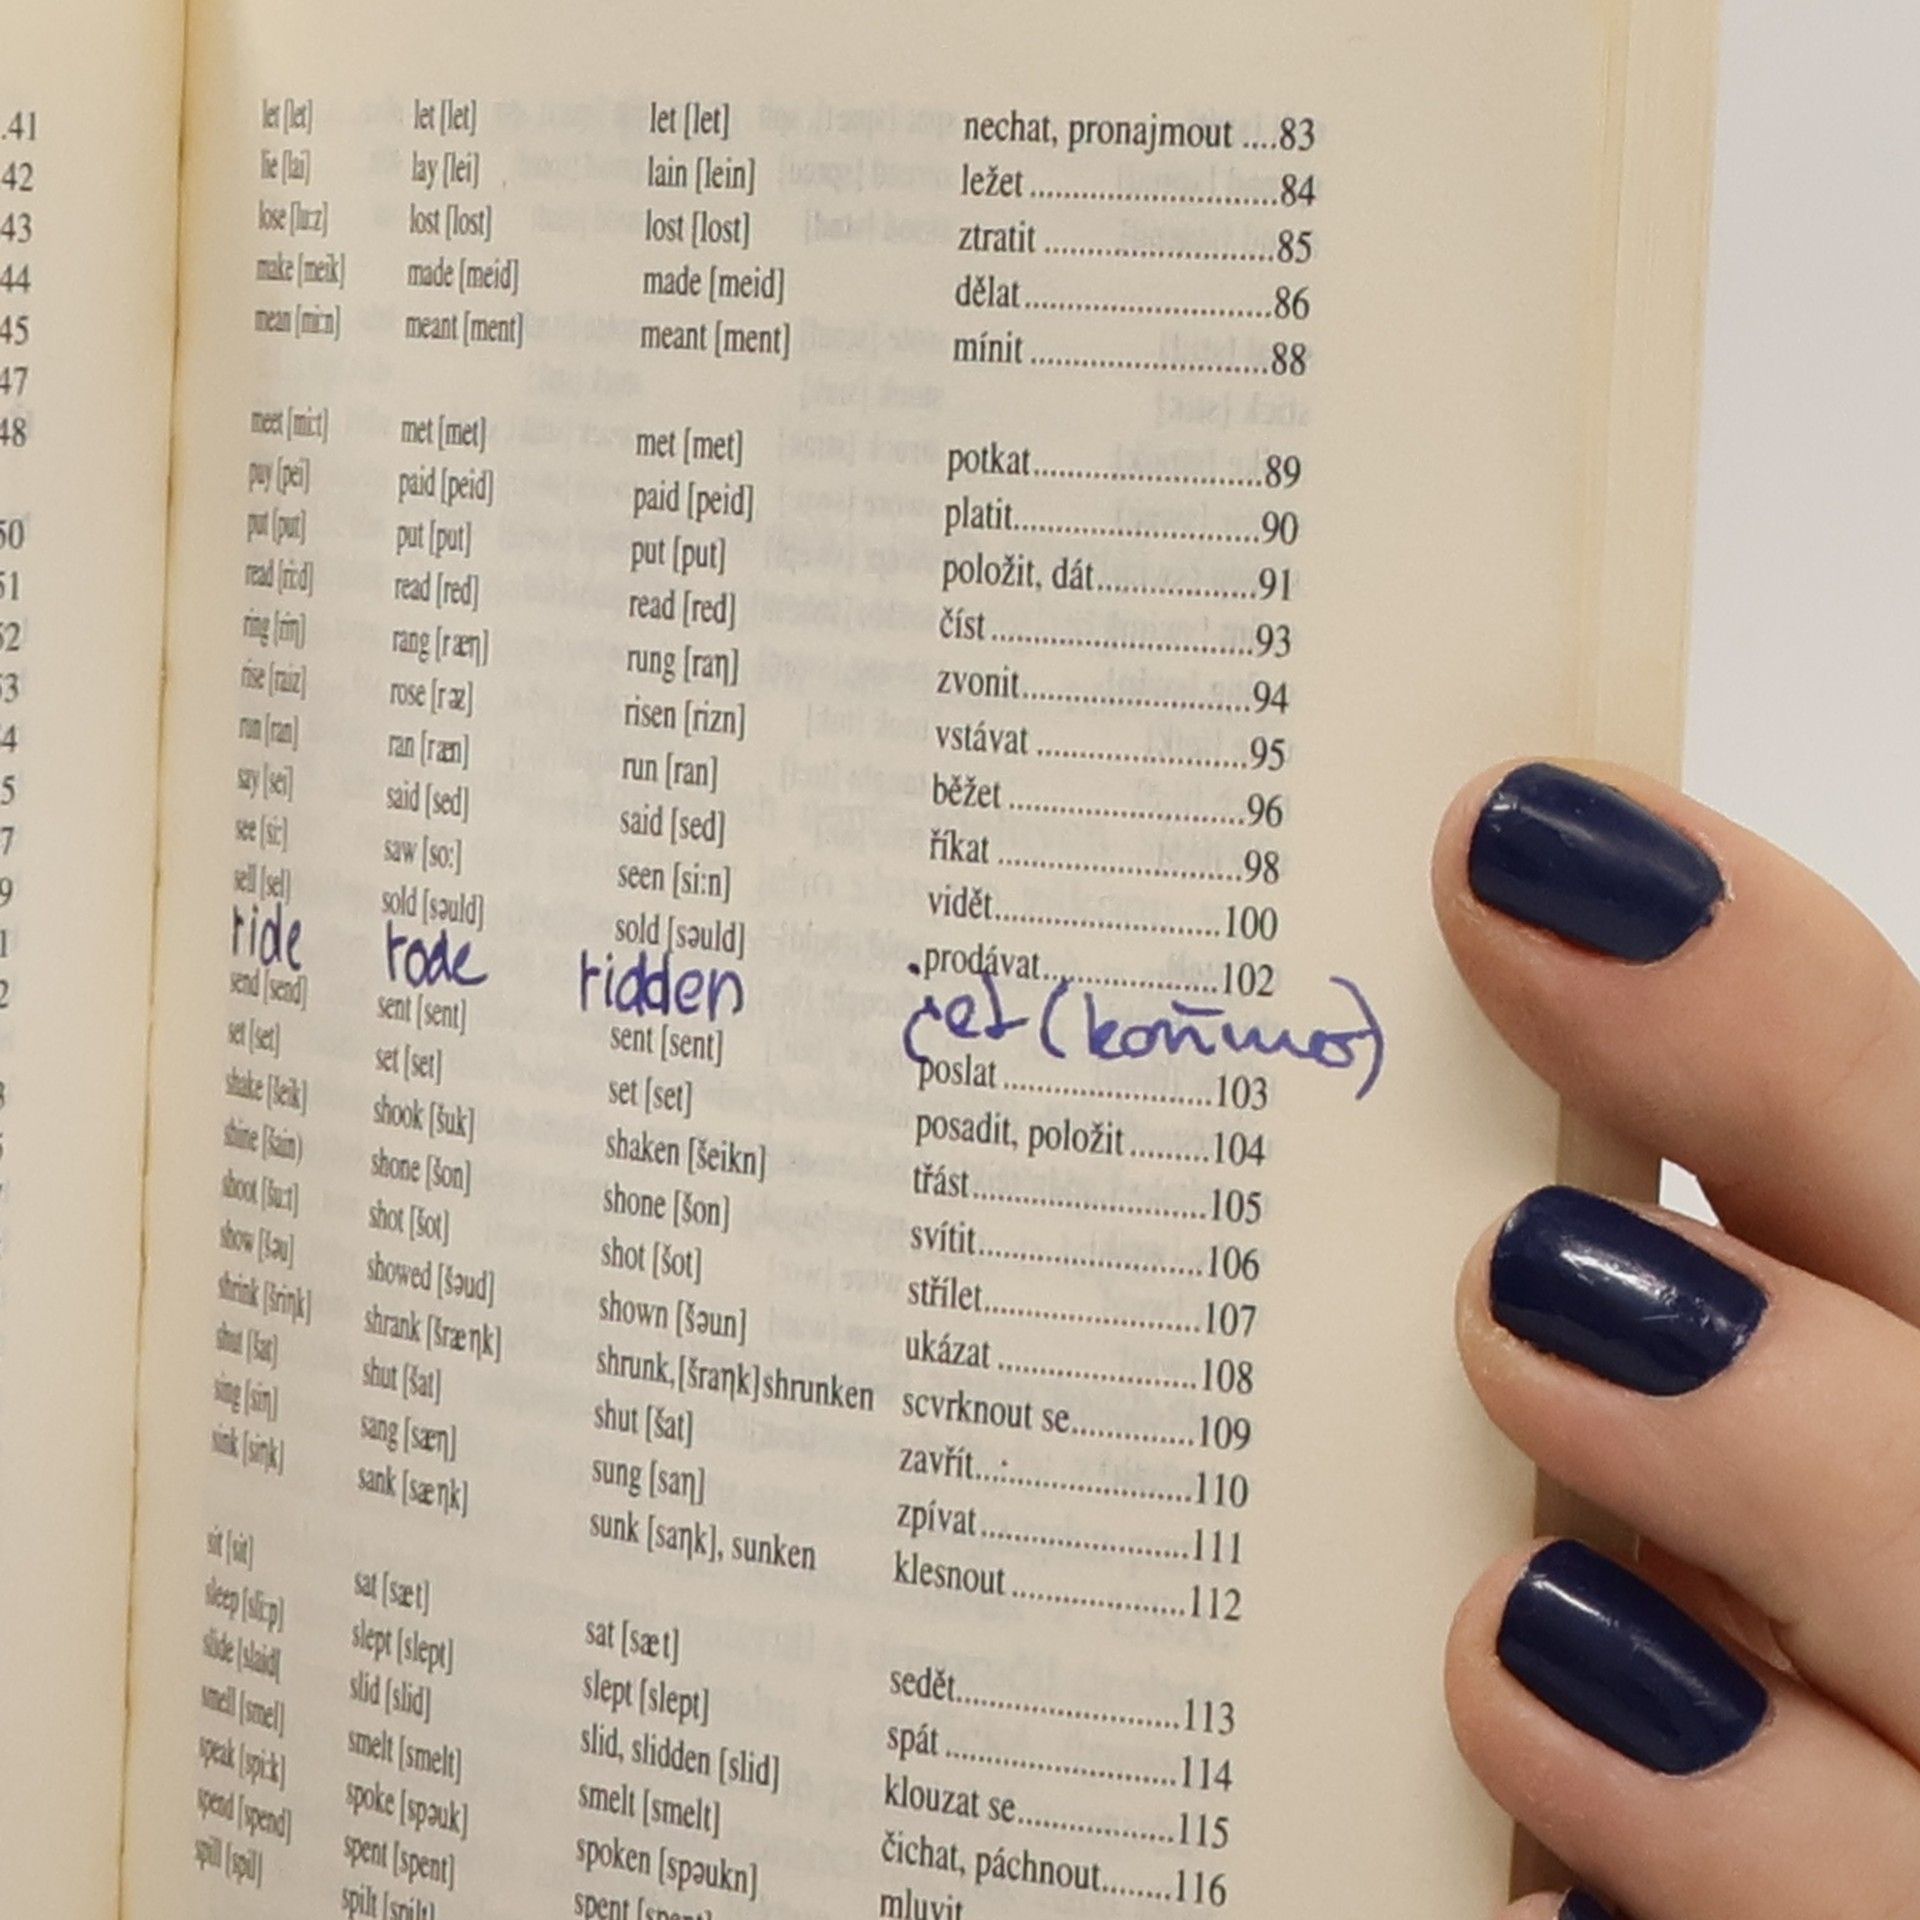 .41
42
43
44
45
47
48
50
51
52
53
let [let] let [let] let [let] nechat, pronajmout ....83
lie [lai] lay [lei] lain [lein] ležet ............................84
lose [lu:z] lost [lost] lost [lost] ztratit ..........................85
make [meik] made [meid] made [meid] dělat ............................86
mean [mi:n] meant [ment] meant [ment] mínit ...........................88
meet [mi:t] met [met] met [met] potkat..........................89
pay [pei] paid [peid] paid [peid] platit............................90
put [put] put [put] put [put] položit, dát..................91
read [ri:d] read [red] read [red] číst ..............................93
ring [riŋ] rang [ræŋ] rung [raŋ] zvonit..........................94
rise [raiz] rose risen [rizn] vstávat ........................95
run [ran] ran [ræn] run [ran] běžet ...........................96
say [sei] said [sed] said [sed] říkat ............................98
see [si:] saw [so:] seen [si:n] vidět..........................100
sell [sel] sold [səuld] sold [səuld] prodávat....................102
ride rode ridden jet (koňmo)
send [send] sent [sent] sent [sent] poslat ........................103
set [set] set [set] set [set] posadit, položit .........104
shake [šeik] shook [šuk] shaken [šeikn] třást...........................105
shine [šain) shone [šon] shone [šon] svítit..........................106
shoot [šu:t] shot [šot] shot [šot] střílet.........................107
show [šəu] showed [šəud] shown [šəun] ukázat .......................108
shrink [šriŋk] shrank [šræŋk] shrunk, [šraŋk] shrunken scvrknout se..............109
shut [šat] shut [šat] shut [šat] zavřít.........................110
sing [siŋ] sang [sæŋ] sung [saŋ] zpívat........................111
sink [siŋk] sank [sæŋk] sunk [saŋk], sunken klesnout ....................112
sit [sit] sat [sæt] sat [sæt] sedět..........................113
sleep [sli:p] slept [slept] slept [slept] spát ...........................114
slide [slaid[ slid [slid] slid, slidden [slid] klouzat se..................115
smell [smel] smelt [smelt] smelt [smelt] čichat, páchnout........116
speak [spi:k] spoke [spəuk] spoken [spəukn] mluvit
spend [spend] spent [spent] spent
spill [spil] spilt [spilt]